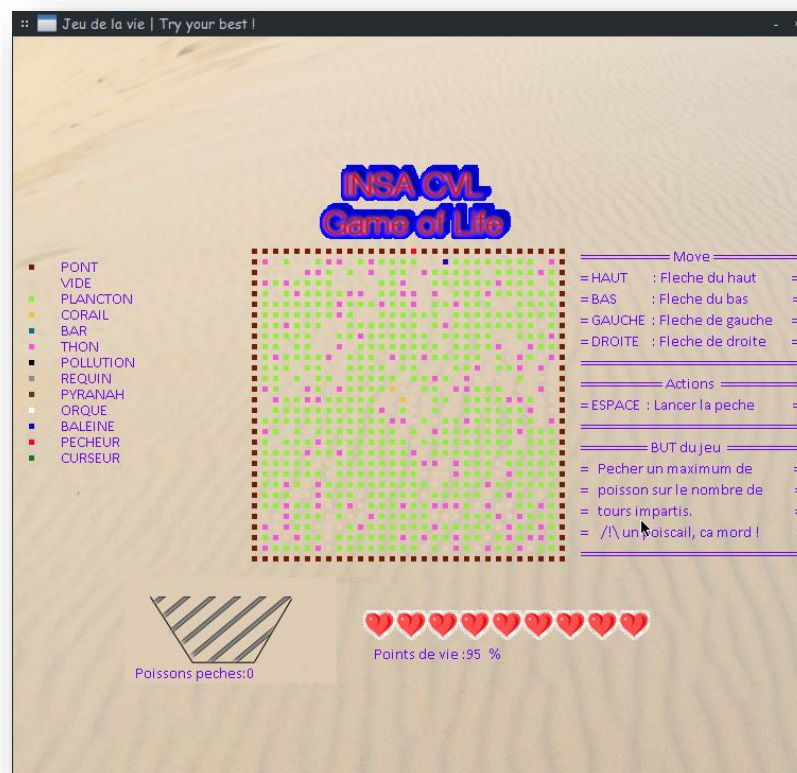 Jeu de la vie | Try your best !
INSA CVL
Game of Life
PONT
VIDE
PLANCTON
CORAIL
BAR
THON
POLLUTION
REQUIN
PYRANAH
ORQUE
BALEINE
PECHEUR
CURSEUR
Move
= HAUT : Fleche du haut =
= BAS : Fleche du bas =
= GAUCHE : Fleche de gauche =
= DROITE : Fleche de droite =
Actions
= ESPACE : Lancer la peche =
BUT du jeu
= Pecher un maximum de =
= poisson sur le nombre de =
= tours impartis. =
= /!\ un poiscail, ca mord !
Poissons peches:0
Points de vie :95 %